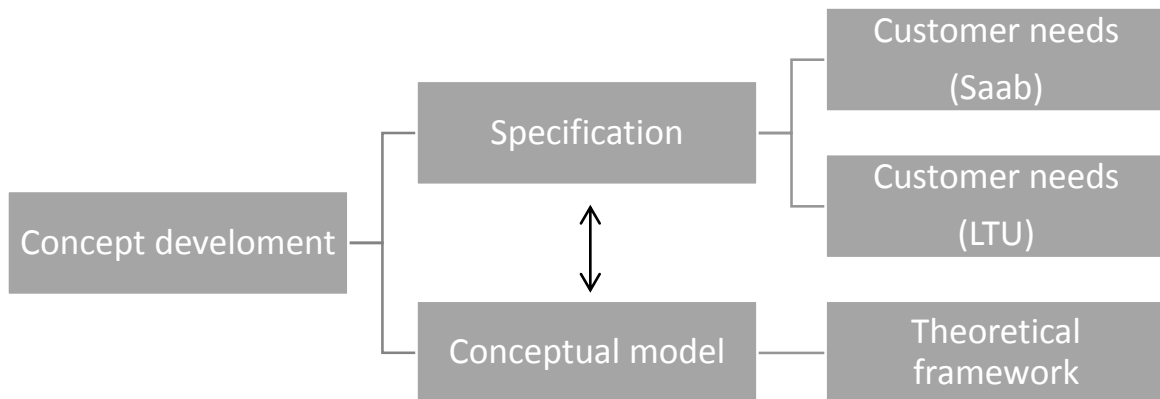 Concept develoment
Specification
Conceptual model
Customer needs
(Saab)
Customer needs
(LTU)
Theoretical
framework